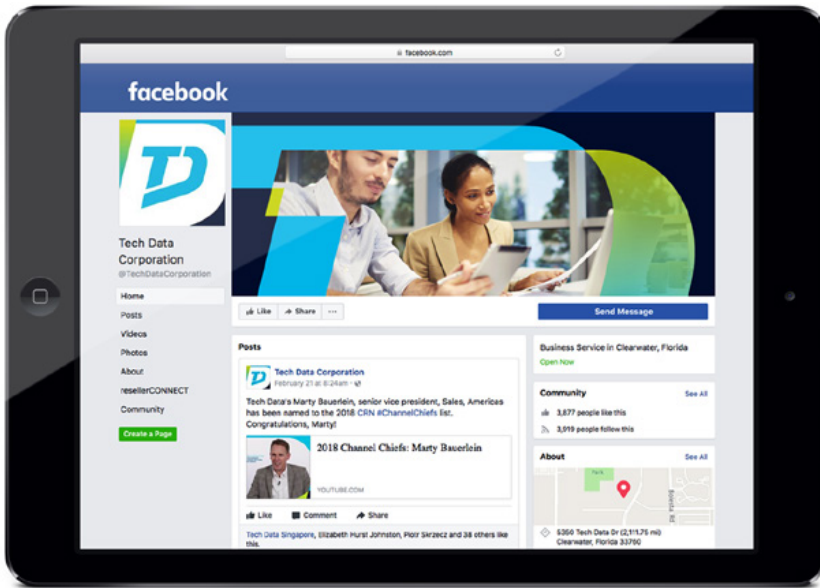 facebook.com
facebook
TD
Tech Data
Corporation
@TechDataCorporation
Home
Posts
Videos
Photos
About
resellerCONNECT
Community
Create a Page
Like
Share
Send Message
Posts
Tech Data Corporation
February 21 at 8:24am
Tech Data's Marty Bauerlein, senior vice president, Sales, Americas
has been named to the 2018 CRN #ChannelChiefs list.
Congratulations, Marty!
2018 Channel Chiefs: Marty Bauerlein
YOUTUBE.COM
Like Comment Share
Tech Data Singapore, Elizabeth Hurst Johnston, Piotr Skrzecz and 38 others like
this.
Business Service in Clearwater, Florida
Open Now
Community See All
3,877 people like this
3,919 people follow this
About See All
5350 Tech Data Dr (2,111.75 mi)
Clearwater, Florida 33760